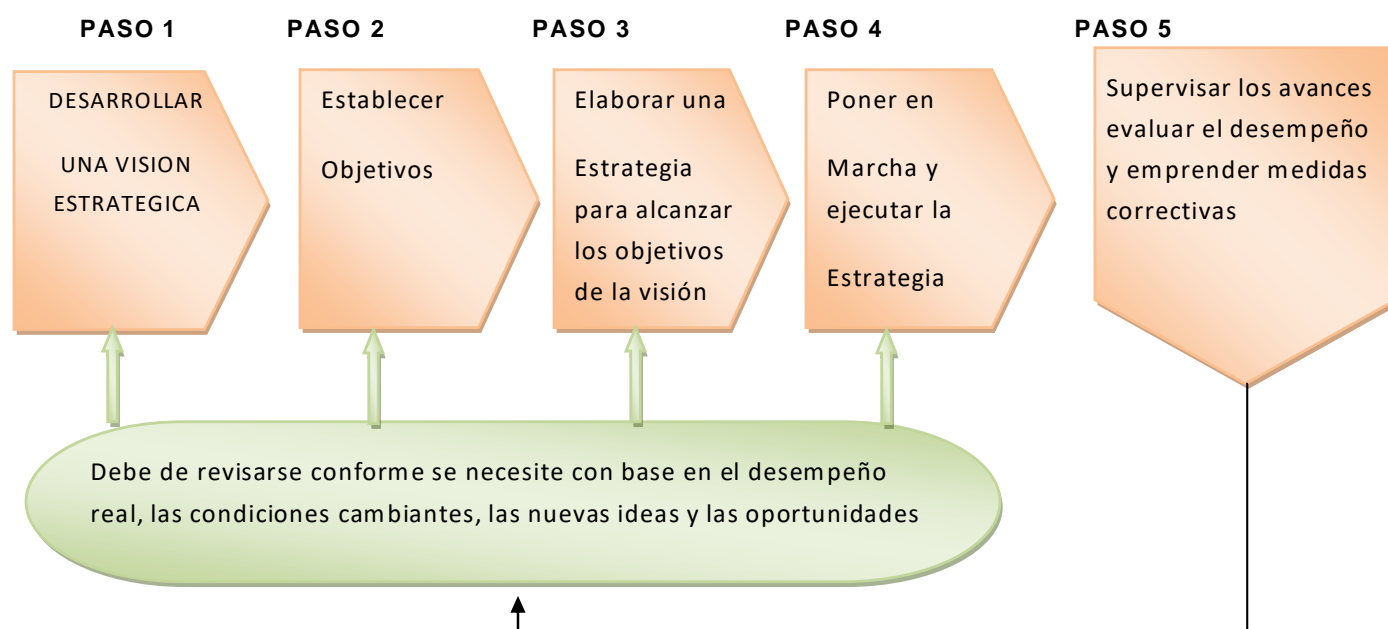 PASO 1
PASO 2
PASO 3
PASO 4
PASO 5
DESARROLLAR
UNA VISION
ESTRATEGICA
Establecer
Objetivos
Elaborar una
Estrategia
para alcanzar
los objetivos
de la visión
Poner en
Marcha y
ejecutar la
Estrategia
Supervisar los avances
evaluar el desempeño
y emprender medidas
correctivas
Debe de revisarse conforme se necesite con base en el desempeño
real, las condiciones cambiantes, las nuevas ideas y las oportunidades